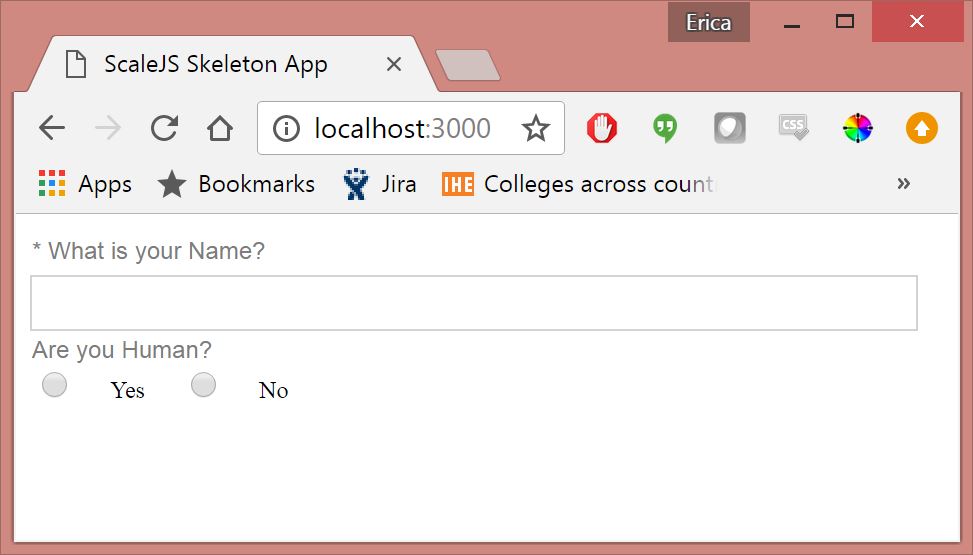 Erica
ScaleJS Skeleton App
localhost:3000
CSS
Apps
Bookmarks
Jira
IHE
Colleges across count
»
* What is your Name?
Are you Human?
Yes
No